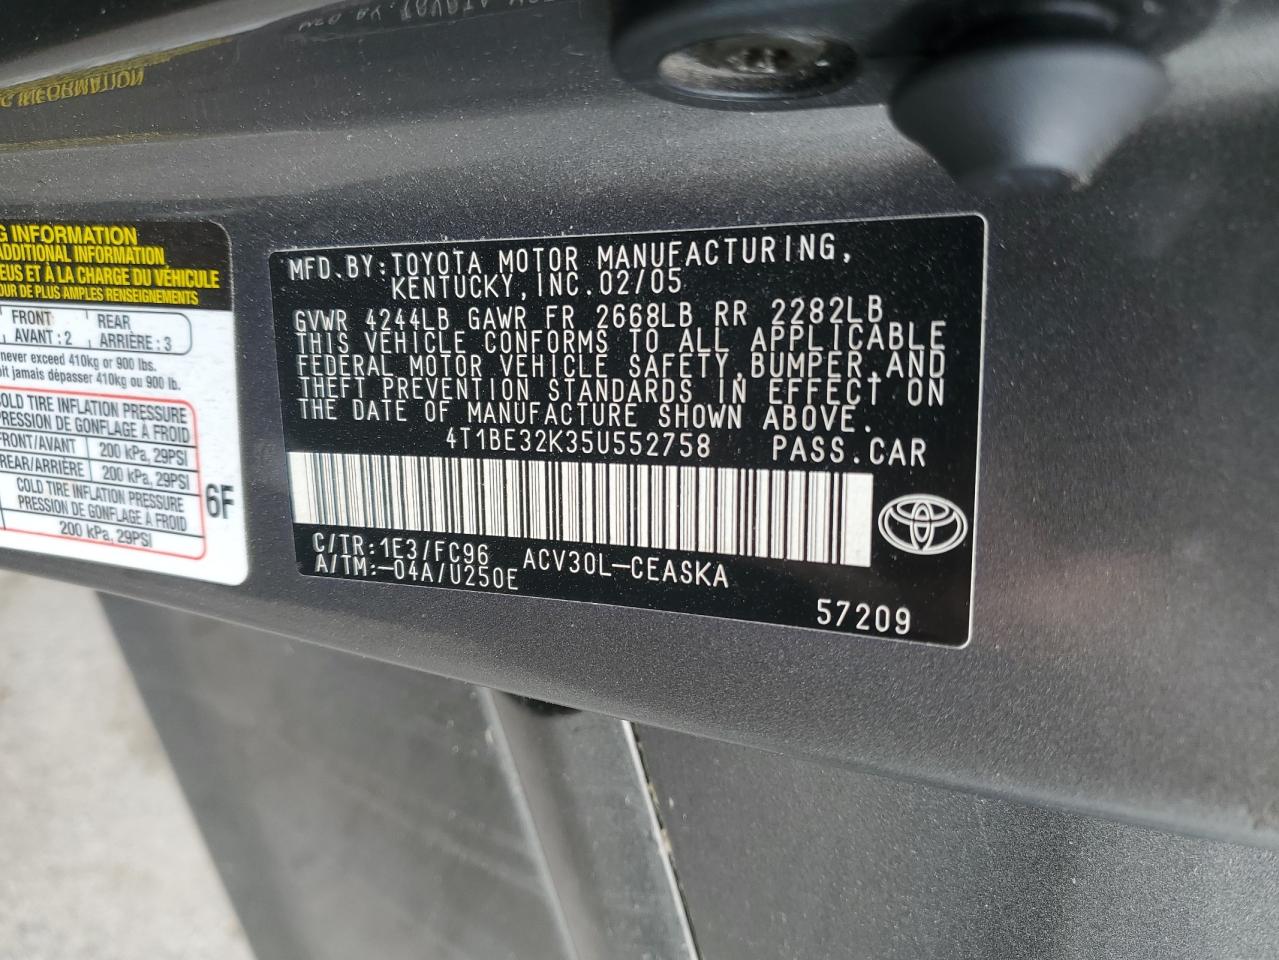 G INFORMATION
ADDITIONAL INFORMATION
EUS ET À LA CHARGE DU VÉHICULE
OUR DE PLUS AMPLES RENSEIGNEMENTS
FRONT REAR
AVANT : 2 ARRIÈRE : 3
never exceed 410kg or 900 lbs.
oit jamais dépasser 410kg ou 900 lb.
COLD TIRE INFLATION PRESSURE
PRESSION DE GONFLAGE À FROID
FRONT/AVANT 200 kPa, 29PSI
REAR/ARRIÈRE 200 kPa, 29PSI
COLD TIRE INFLATION PRESSURE
PRESSION DE GONFLAGE À FROID
200 kPa, 29PSI
6F
MFD.BY:TOYOTA MOTOR MANUFACTURING,
KENTUCKY,INC.02/05
GVWR 4244LB GAWR FR 2668LB RR 2282LB
THIS VEHICLE CONFORMS TO ALL APPLICABLE
FEDERAL MOTOR VEHICLE SAFETY,BUMPER,AND
THEFT PREVENTION STANDARDS IN EFFECT ON
THE DATE OF MANUFACTURE SHOWN ABOVE.
4T1BE32K35U552758 PASS.CAR
C/TR:1E3/FC96 ACV30L-CEASKA
A/TM:-04A/U250E
57209